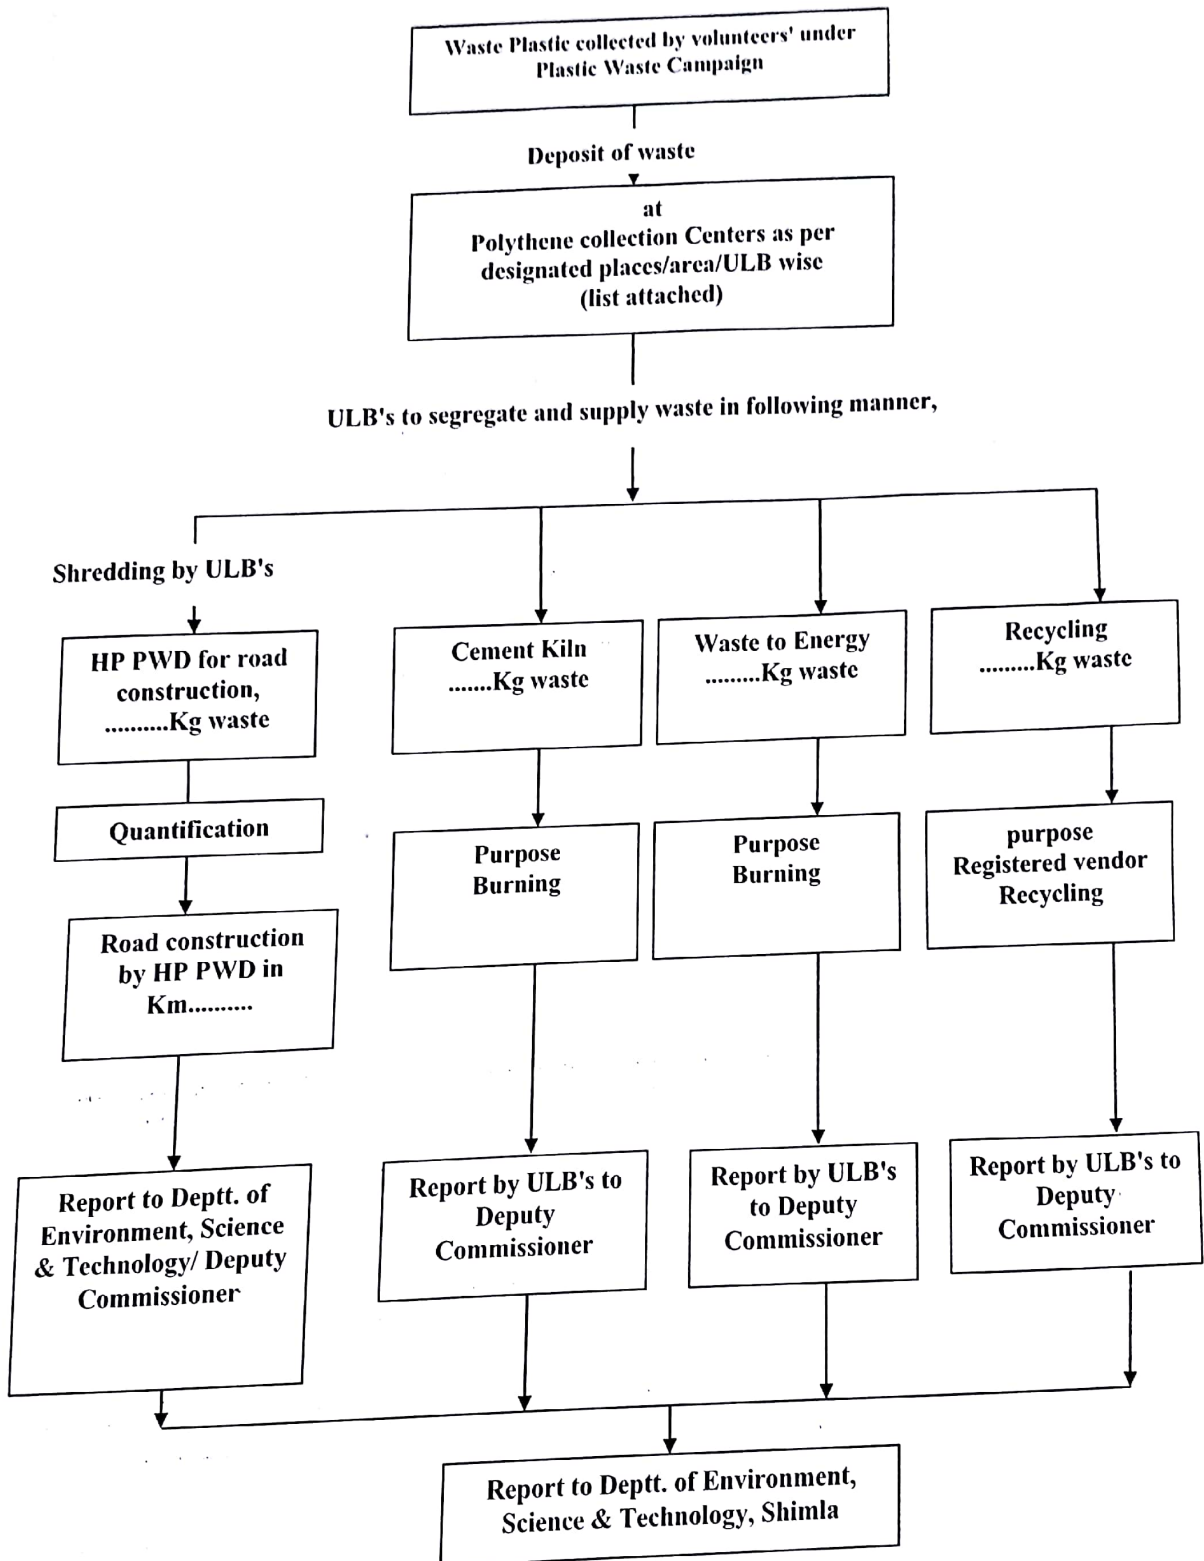 Waste Plastic collected by volunteers' under
Plastic Waste Campaign
Deposit of waste
at
Polythene collection Centers as per
designated places/area/ULB wise
(list attached)
ULB's to segregate and supply waste in following manner,
Shredding by ULB's
HP PWD for road
construction,
..........Kg waste
Cement Kiln
.......Kg waste
Waste to Energy
.........Kg waste
Recycling
.........Kg waste
Quantification
Purpose
Burning
Purpose
Burning
purpose
Registered vendor
Recycling
Road construction
by HP PWD in
Km..........
Report to Deptt. of
Environment, Science
& Technology/ Deputy
Commissioner
Report by ULB's to
Deputy
Commissioner
Report by ULB's
to Deputy
Commissioner
Report by ULB's to
Deputy
Commissioner
Report to Deptt. of Environment,
Science & Technology, Shimla